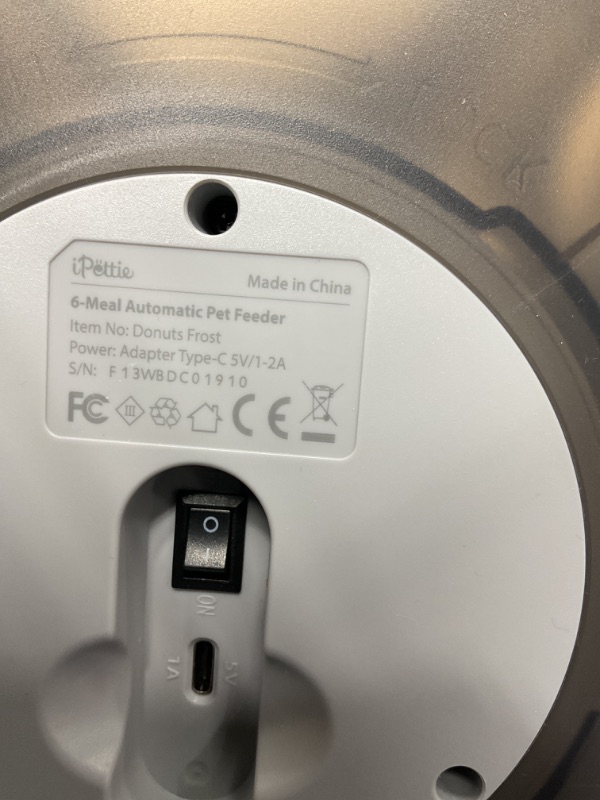 iPettie
Made in China
6-Meal Automatic Pet Feeder
Item No: Donuts Frost
Power: Adapter Type-C 5V/1-2A
S/N: F13WBDC01910
FC III CE
O
ON
1A 5V